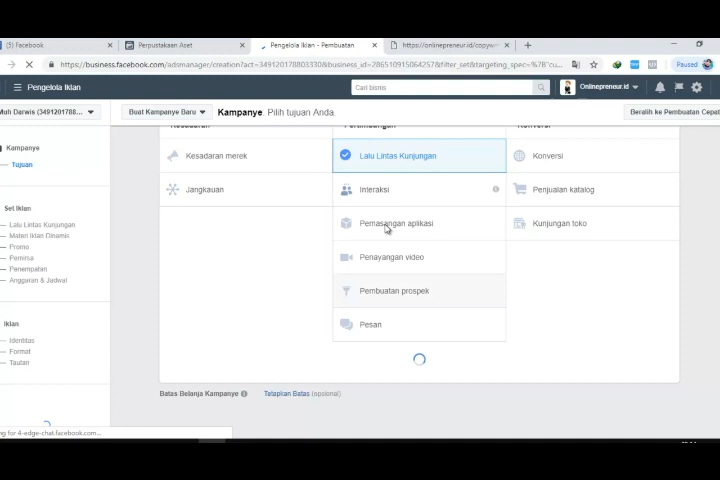 (5) Facebook
Perpustakaan Aset
Pengelola Iklan - Pembuatan
https://onlinepreneur.id/copyw
https://business.facebook.com/adsmanager/creation?act=349120178803330&business_id=286510915064257&filter_set&targeting_spec=%7B"cu...
Paused
Pengelola Iklan
Cari bisnis
Onlinepreneur.id
Muh Darwis (3491201788...
Buat Kampanye Baru
Kampanye. Pilih tujuan Anda.
Beralih ke Pembuatan Cepat
Kampanye
Tujuan
Set Iklan
Lalu Lintas Kunjungan
Materi Iklan Dinamis
Promo
Pemirsa
Penempatan
Anggaran & Jadwal
Iklan
Identitas
Format
Tautan
Kesadaran
Pertimbangan
Konversi
Kesadaran merek
Lalu Lintas Kunjungan
Konversi
Jangkauan
Interaksi
Penjualan katalog
Pemasangan aplikasi
Kunjungan toko
Penayangan video
Pembuatan prospek
Pesan
Batas Belanja Kampanye
Tetapkan Batas (opsional)
ng for 4-edge-chat.facebook.com...